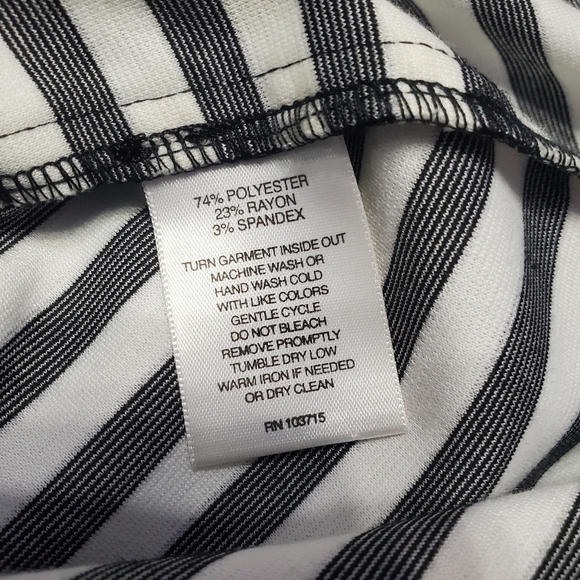 74% POLYESTER
23% RAYON
3% SPANDEX
TURN GARMENT INSIDE OUT
MACHINE WASH OR
HAND WASH COLD
WITH LIKE COLORS
GENTLE CYCLE
DO NOT BLEACH
REMOVE PROMPTLY
TUMBLE DRY LOW
WARM IRON IF NEEDED
OR DRY CLEAN
RN 103715